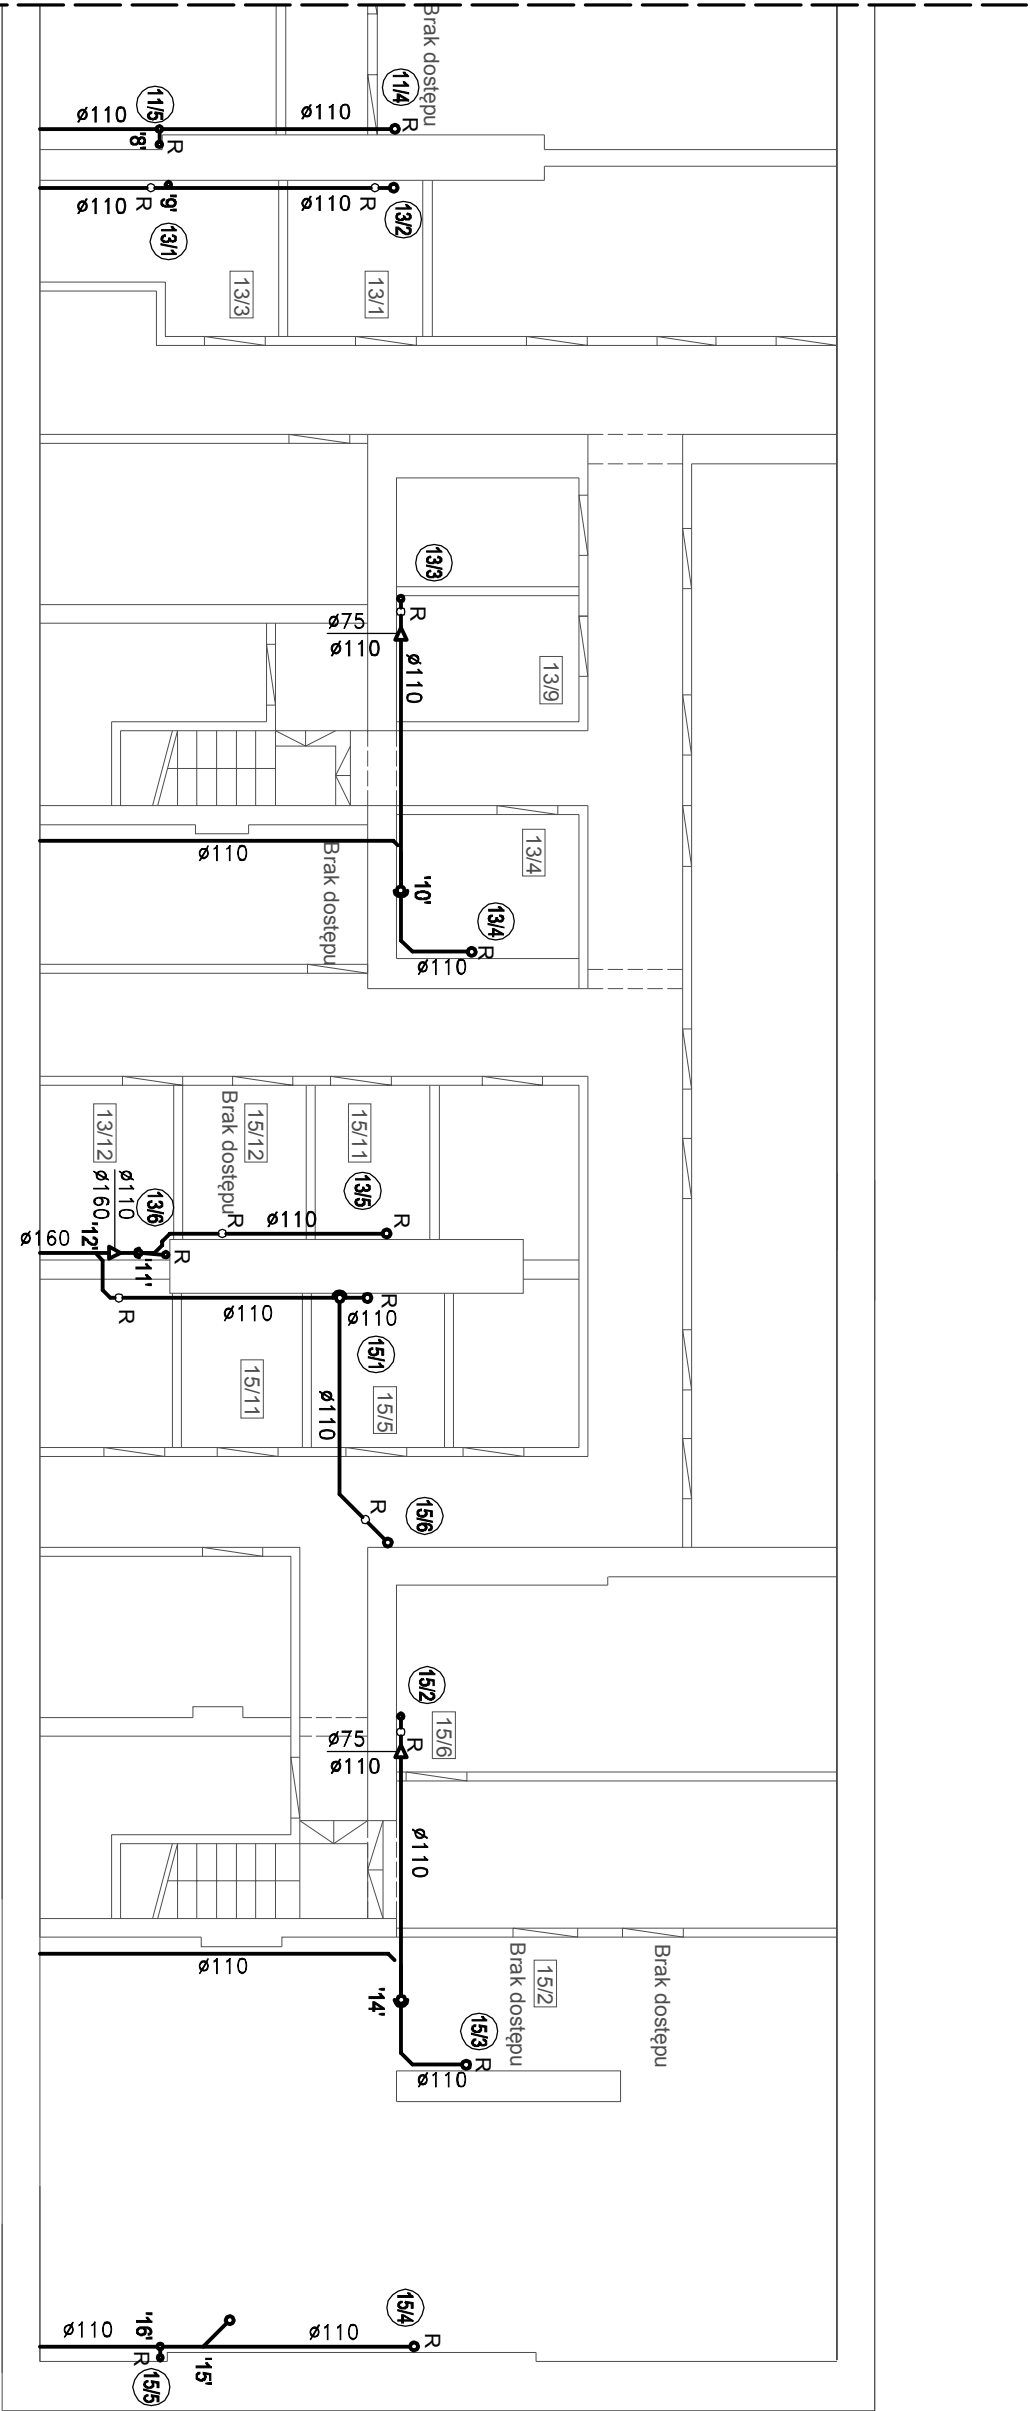 Brak dostępu
11/4
R
ø110
11/5
ø110
'8'
R
ø110
R
'9'
13/1
ø110
R
13/2
13/3
13/1
13/3
R
ø75
ø110
ø110
13/9
ø110
Brak dostępu
13/4
'10'
13/4
R
ø110
13/12
Brak dostępu
15/12
15/11
ø110
ø160
13/6
R
ø110
13/5
R
ø160
'12'
'11'
R
R
ø110
R
ø110
15/1
15/11
ø110
15/5
R
15/6
15/2
15/6
R
ø75
ø110
ø110
ø110
'14'
Brak dostępu
15/2
Brak dostępu
15/3
R
ø110
15/4
R
ø110
ø110
'16'
R
15/5
'15'